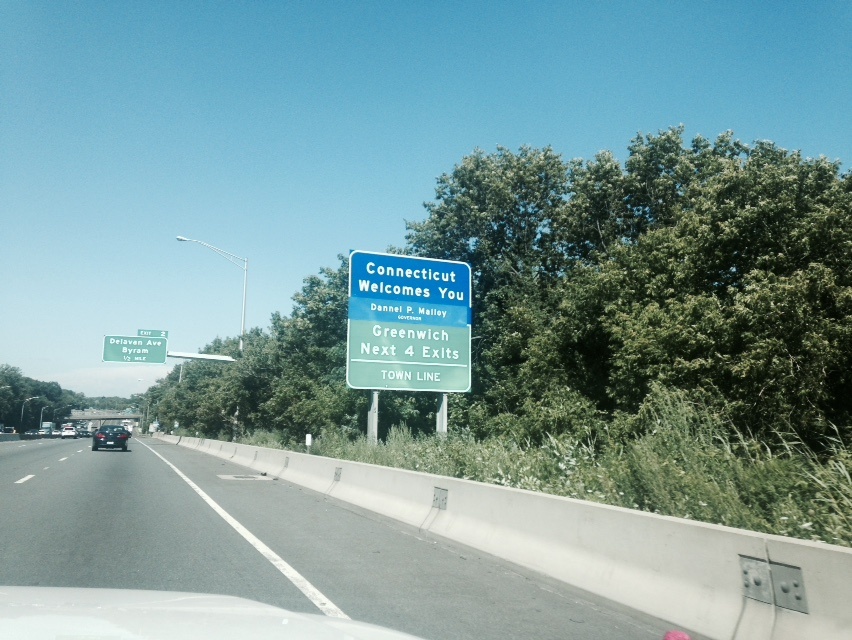 Connecticut
Welcomes You
Dannel P. Malloy
GOVERNOR
Greenwich
Next 4 Exits
TOWN LINE
EXIT 2
Delavan Ave
Byram
1/2 MILE